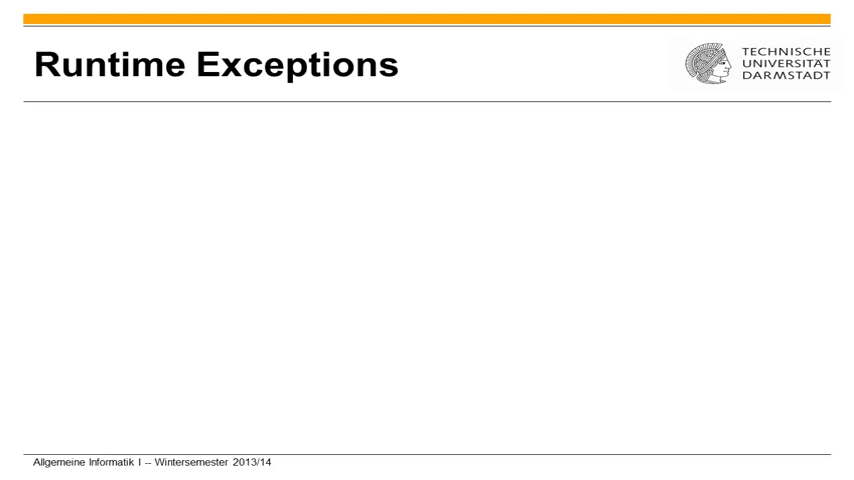 Runtime Exceptions
TECHNISCHE
UNIVERSITÄT
DARMSTADT
Allgemeine Informatik I -- Wintersemester 2013/14